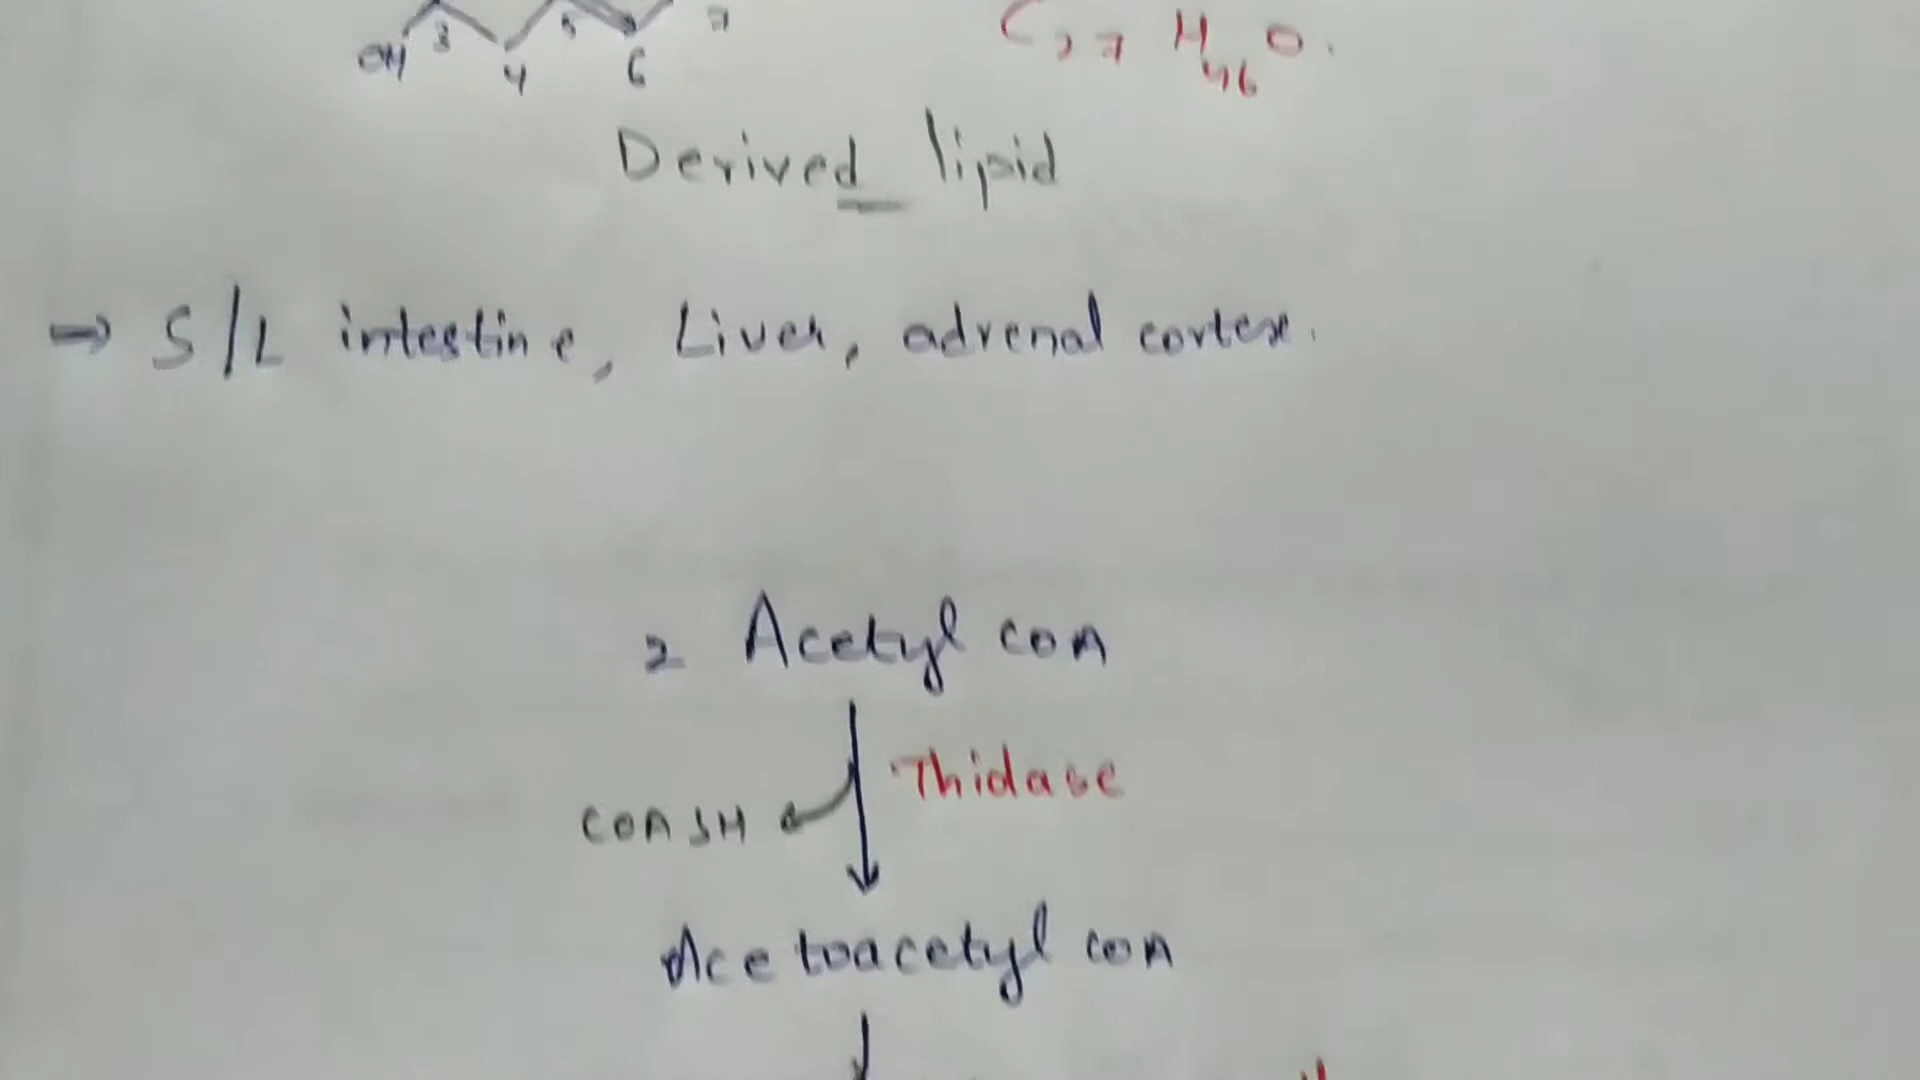 OH 3 4 5 6 7
C27 H46 O.
Derived lipid
→ S/L intestine, Liver, adrenal cortex.
2 Acetyl CoA
Thiolase
COASH
Acetoacetyl CoA